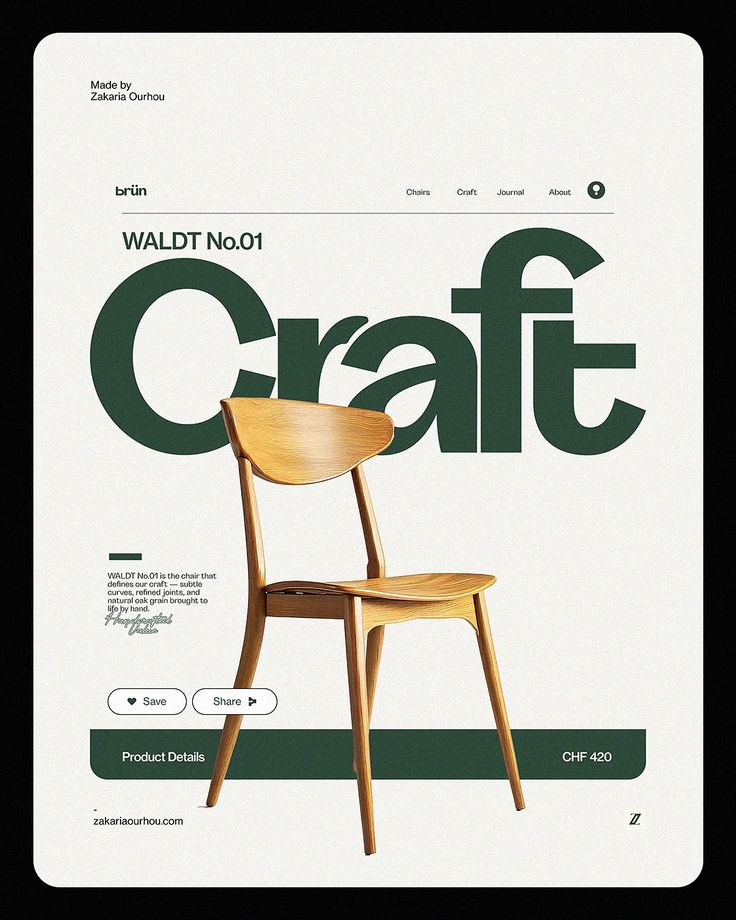 Made by
Zakaria Ourhou
brün
Chairs Craft Journal About
WALDT No.01
Craft
WALDT No.01 is the chair that
defines our craft — subtle
curves, refined joints, and
natural oak grain brought to
life by hand.
Handcrafted
Save Share
Product Details CHF 420
zakariaourhou.com